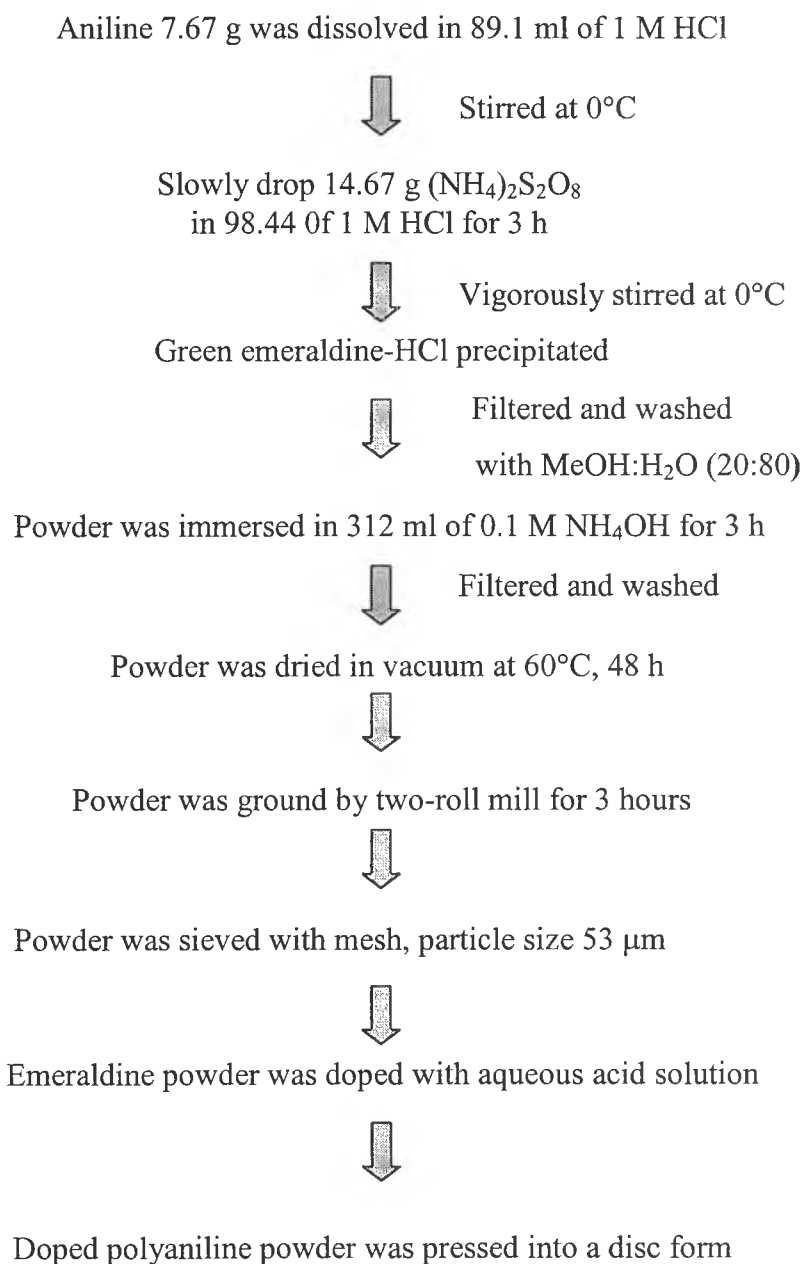 Aniline 7.67 g was dissolved in 89.1 ml of 1 M HCl
Stirred at 0°C
Slowly drop 14.67 g (NH₄)₂S₂O₈
in 98.44 0f 1 M HCl for 3 h
Vigorously stirred at 0°C
Green emeraldine-HCl precipitated
Filtered and washed
with MeOH:H₂O (20:80)
Powder was immersed in 312 ml of 0.1 M NH₄OH for 3 h
Filtered and washed
Powder was dried in vacuum at 60°C, 48 h
Powder was ground by two-roll mill for 3 hours
Powder was sieved with mesh, particle size 53 μm
Emeraldine powder was doped with aqueous acid solution
Doped polyaniline powder was pressed into a disc form